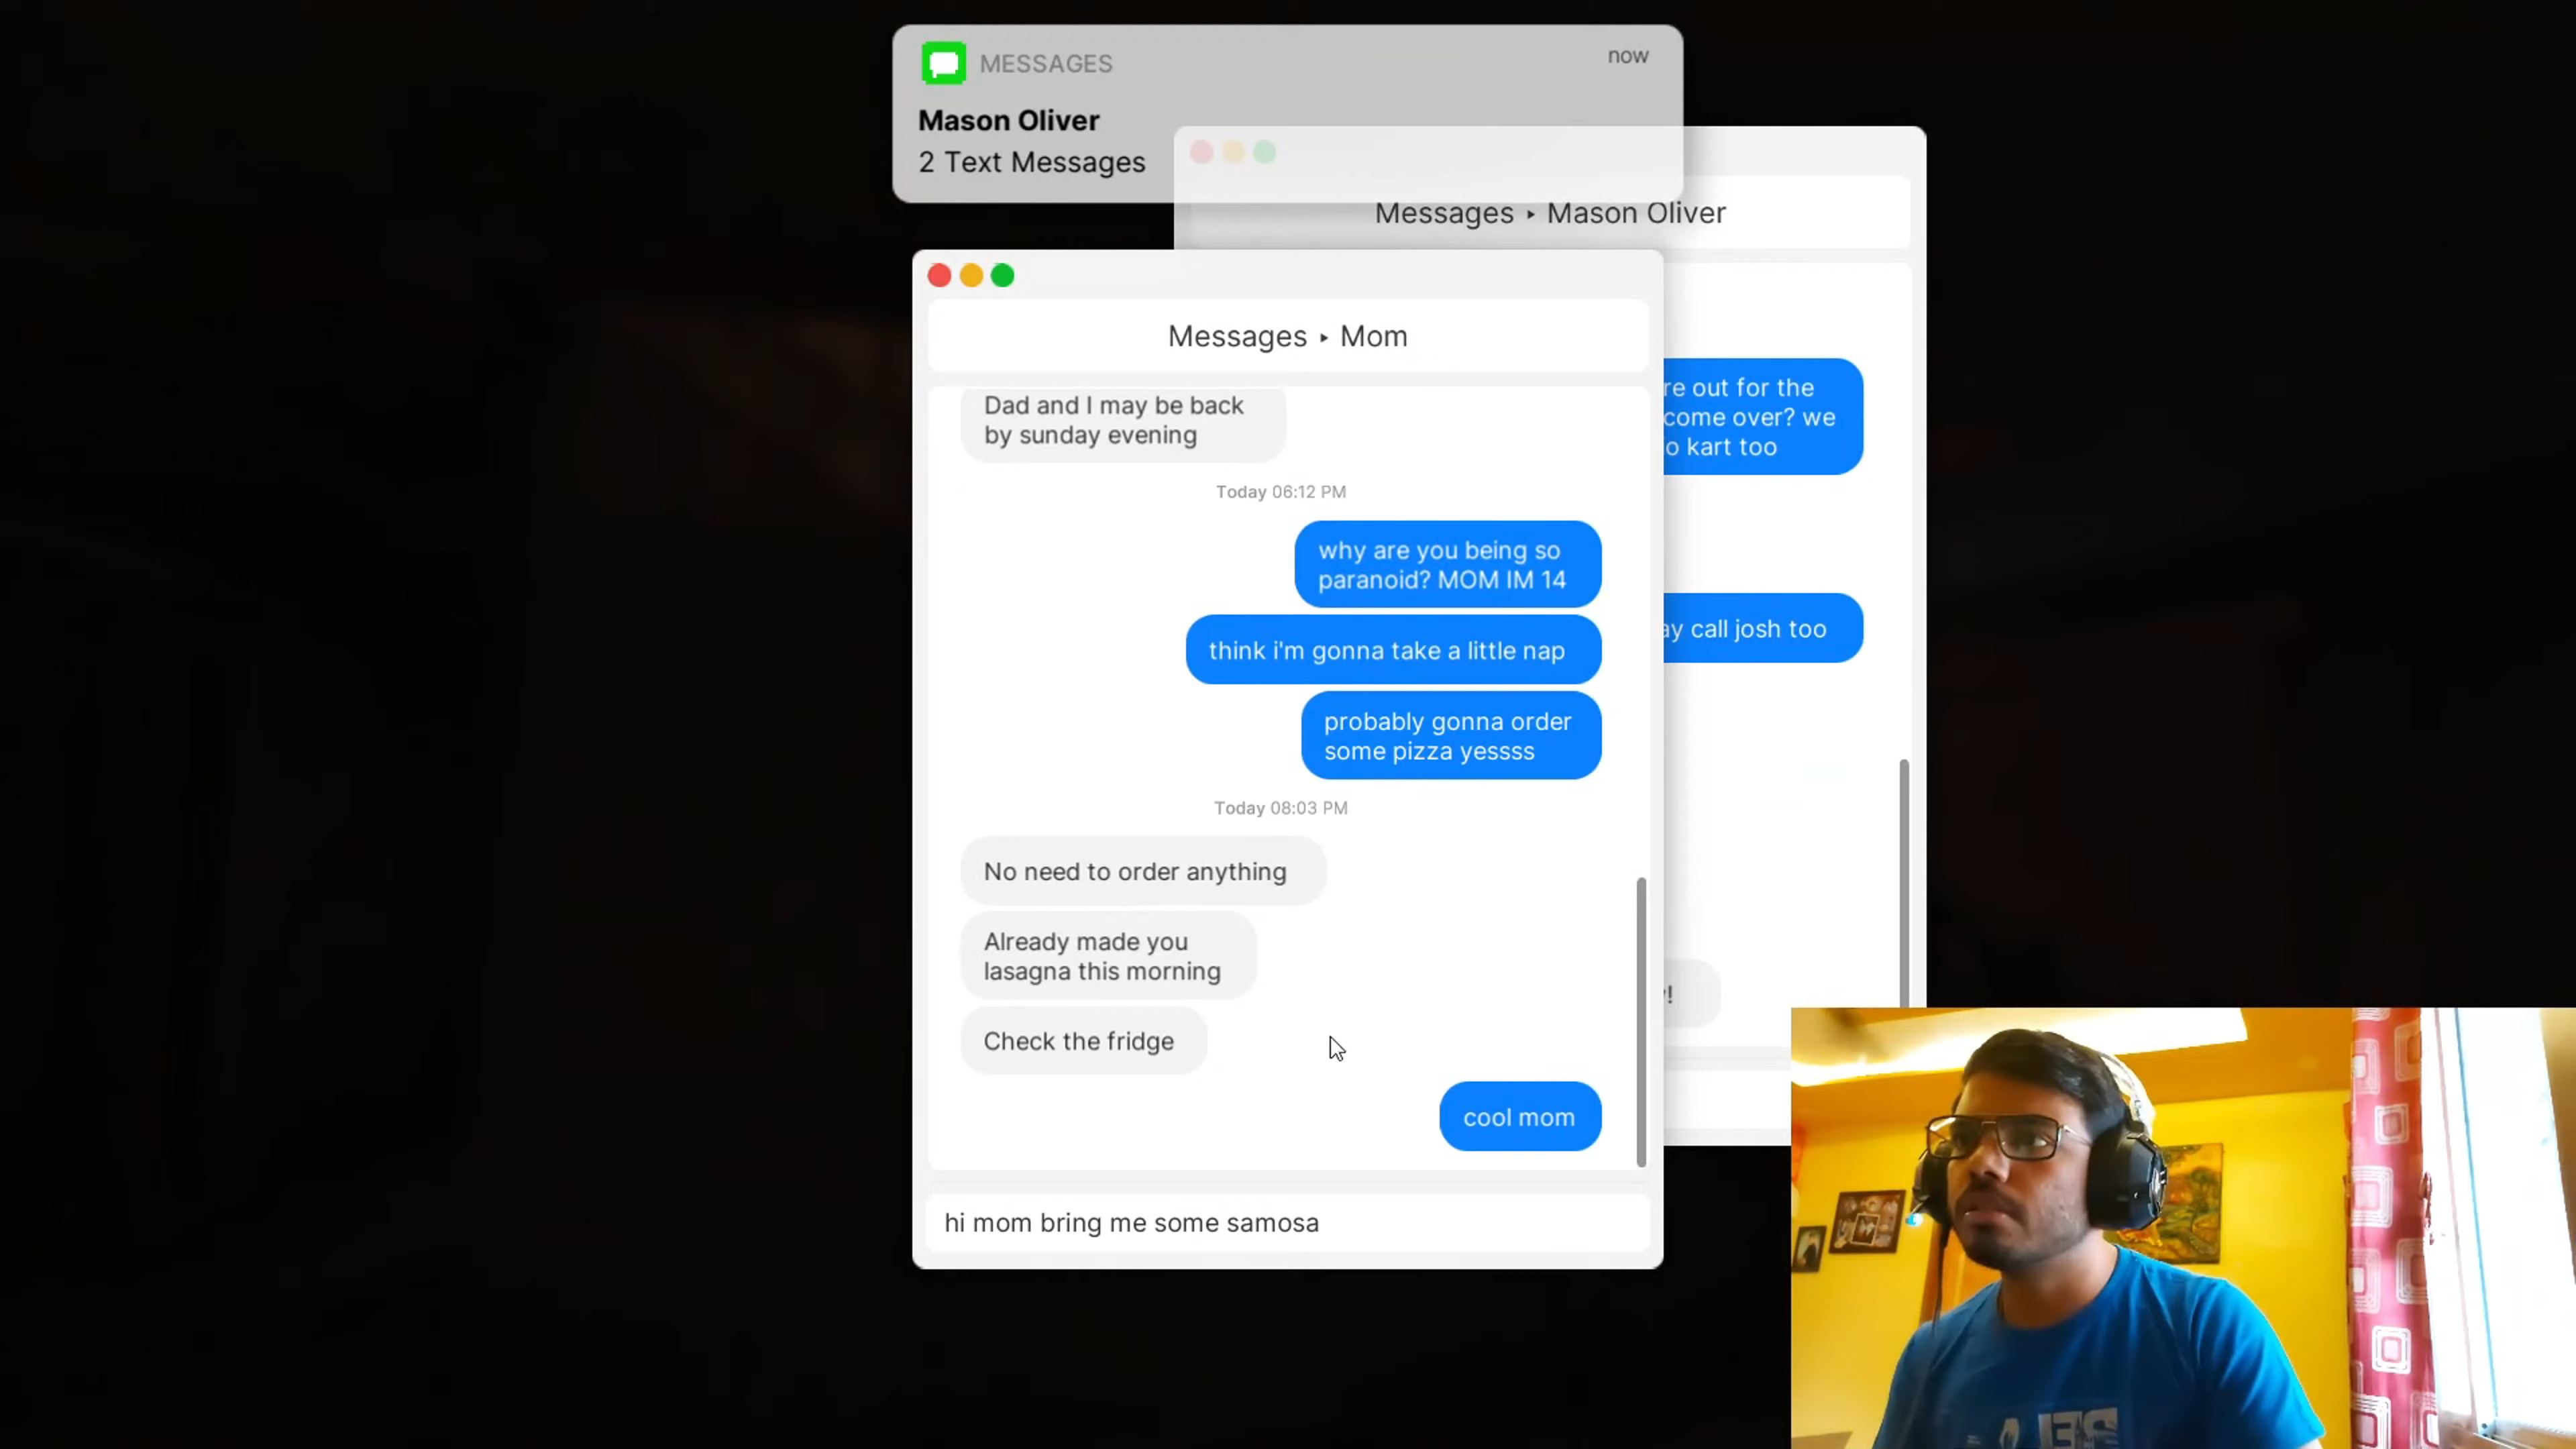 MESSAGES
now
Mason Oliver
2 Text Messages
Messages ▸ Mason Oliver
re out for the
come over? we
o kart too
ay call josh too
!
Messages ▸ Mom
Dad and I may be back
by sunday evening
Today 06:12 PM
why are you being so
paranoid? MOM IM 14
think i'm gonna take a little nap
probably gonna order
some pizza yessss
Today 08:03 PM
No need to order anything
Already made you
lasagna this morning
Check the fridge
cool mom
hi mom bring me some samosa